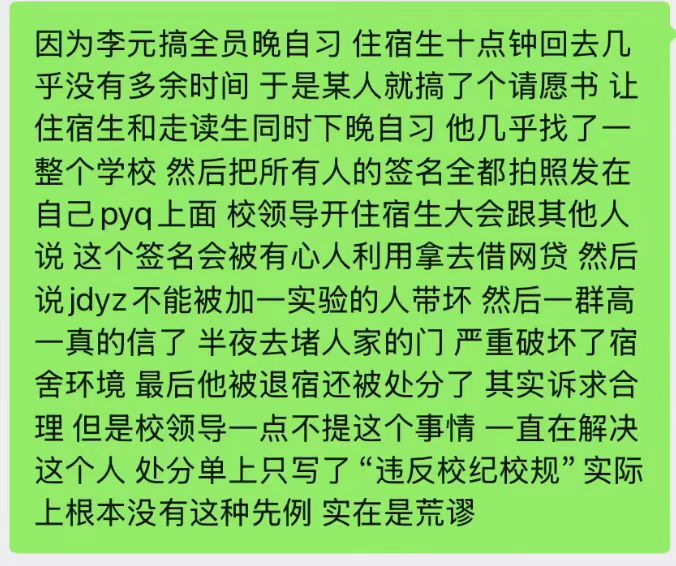 因为李元搞全员晚自习 住宿生十点钟回去几
乎没有多余时间 于是某人就搞了个请愿书 让
住宿生和走读生同时下晚自习 他几乎找了一
整个学校 然后把所有人的签名全都拍照发在
自己pyq上面 校领导开住宿生大会跟其他人
说 这个签名会被有心人利用拿去借网贷 然后
说jdyz不能被加一实验的人带坏 然后一群高
一真的信了 半夜去堵人家的门 严重破坏了宿
舍环境 最后他被退宿还被处分了 其实诉求合
理 但是校领导一点不提这个事情 一直在解决
这个人 处分单上只写了“违反校纪校规” 实际
上根本没有这种先例 实在是荒谬